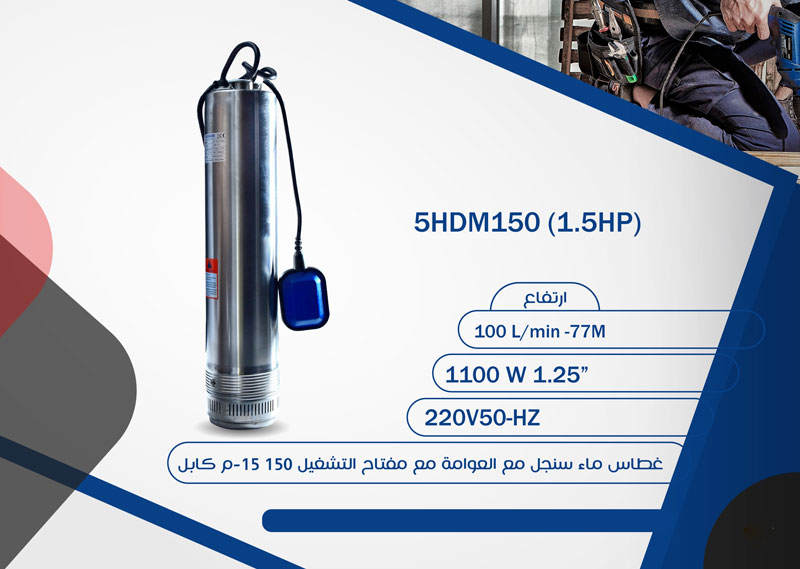 5HDM150 (1.5HP)
ارتفاع
100 L/min -77M
1100 W 1.25”
220V50-HZ
غطاس ماء سنجل مع العوامة مع مفتاح التشغيل 150 15-م كابل